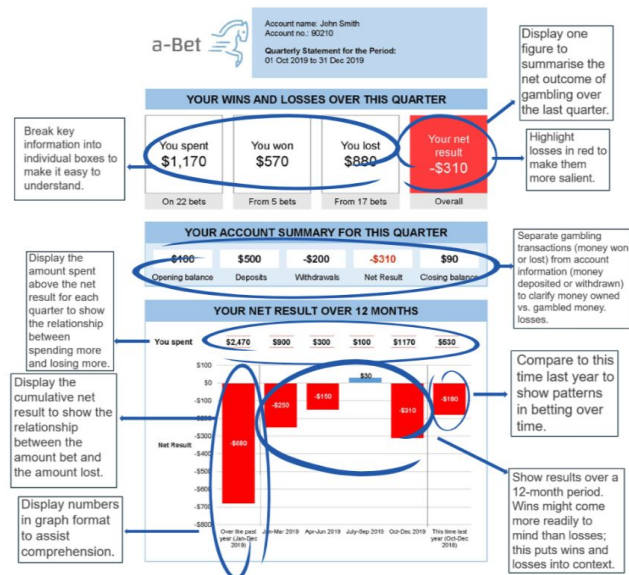 a-Bet
Account name: John Smith
Account no.: 90210
Quarterly Statement for the Period:
01 Oct 2019 to 31 Dec 2019
Display one
figure to
summarise the
net outcome of
gambling over
the last quarter.
YOUR WINS AND LOSSES OVER THIS QUARTER
Break key
information into
individual boxes to
make it easy to
understand.
You spent
$1,170
On 22 bets
You won
$570
From 5 bets
You lost
$880
From 17 bets
Your net
result
-$310
Overall
Highlight
losses in red to
make them
more salient.
YOUR ACCOUNT SUMMARY FOR THIS QUARTER
$100
Opening balance
$500
Deposits
-$200
Withdrawals
-$310
Net Result
$90
Closing balance
Separate gambling
transactions (money won
or lost) from account
information (money
deposited or withdrawn)
to clarify money owned
vs. gambled money.
losses.
Display the
amount spent
above the net
result for each
quarter to show
the relationship
between
spending more
and losing more.
YOUR NET RESULT OVER 12 MONTHS
You spent
$2,470
$900
$300
$100
$1170
$530
Display the
cumulative net
result to show the
relationship
between the
amount bet and
the amount lost.
Display numbers
in graph format
to assist
comprehension.
Net Result
$100
$0
-$100
-$200
-$300
-$400
-$500
-$600
-$700
-$800
-$680
-$250
-$150
$30
-$310
-$180
Over the past
year (Jan-Dec
2019)
Jan-Mar 2019
Apr-Jun 2019
July-Sep 2019
Oct-Dec 2019
This time last
year (Oct-Dec
2018)
Compare to this
time last year to
show patterns
in betting over
time.
Show results over a
12-month period.
Wins might come
more readily to
mind than losses;
this puts wins and
losses into context.